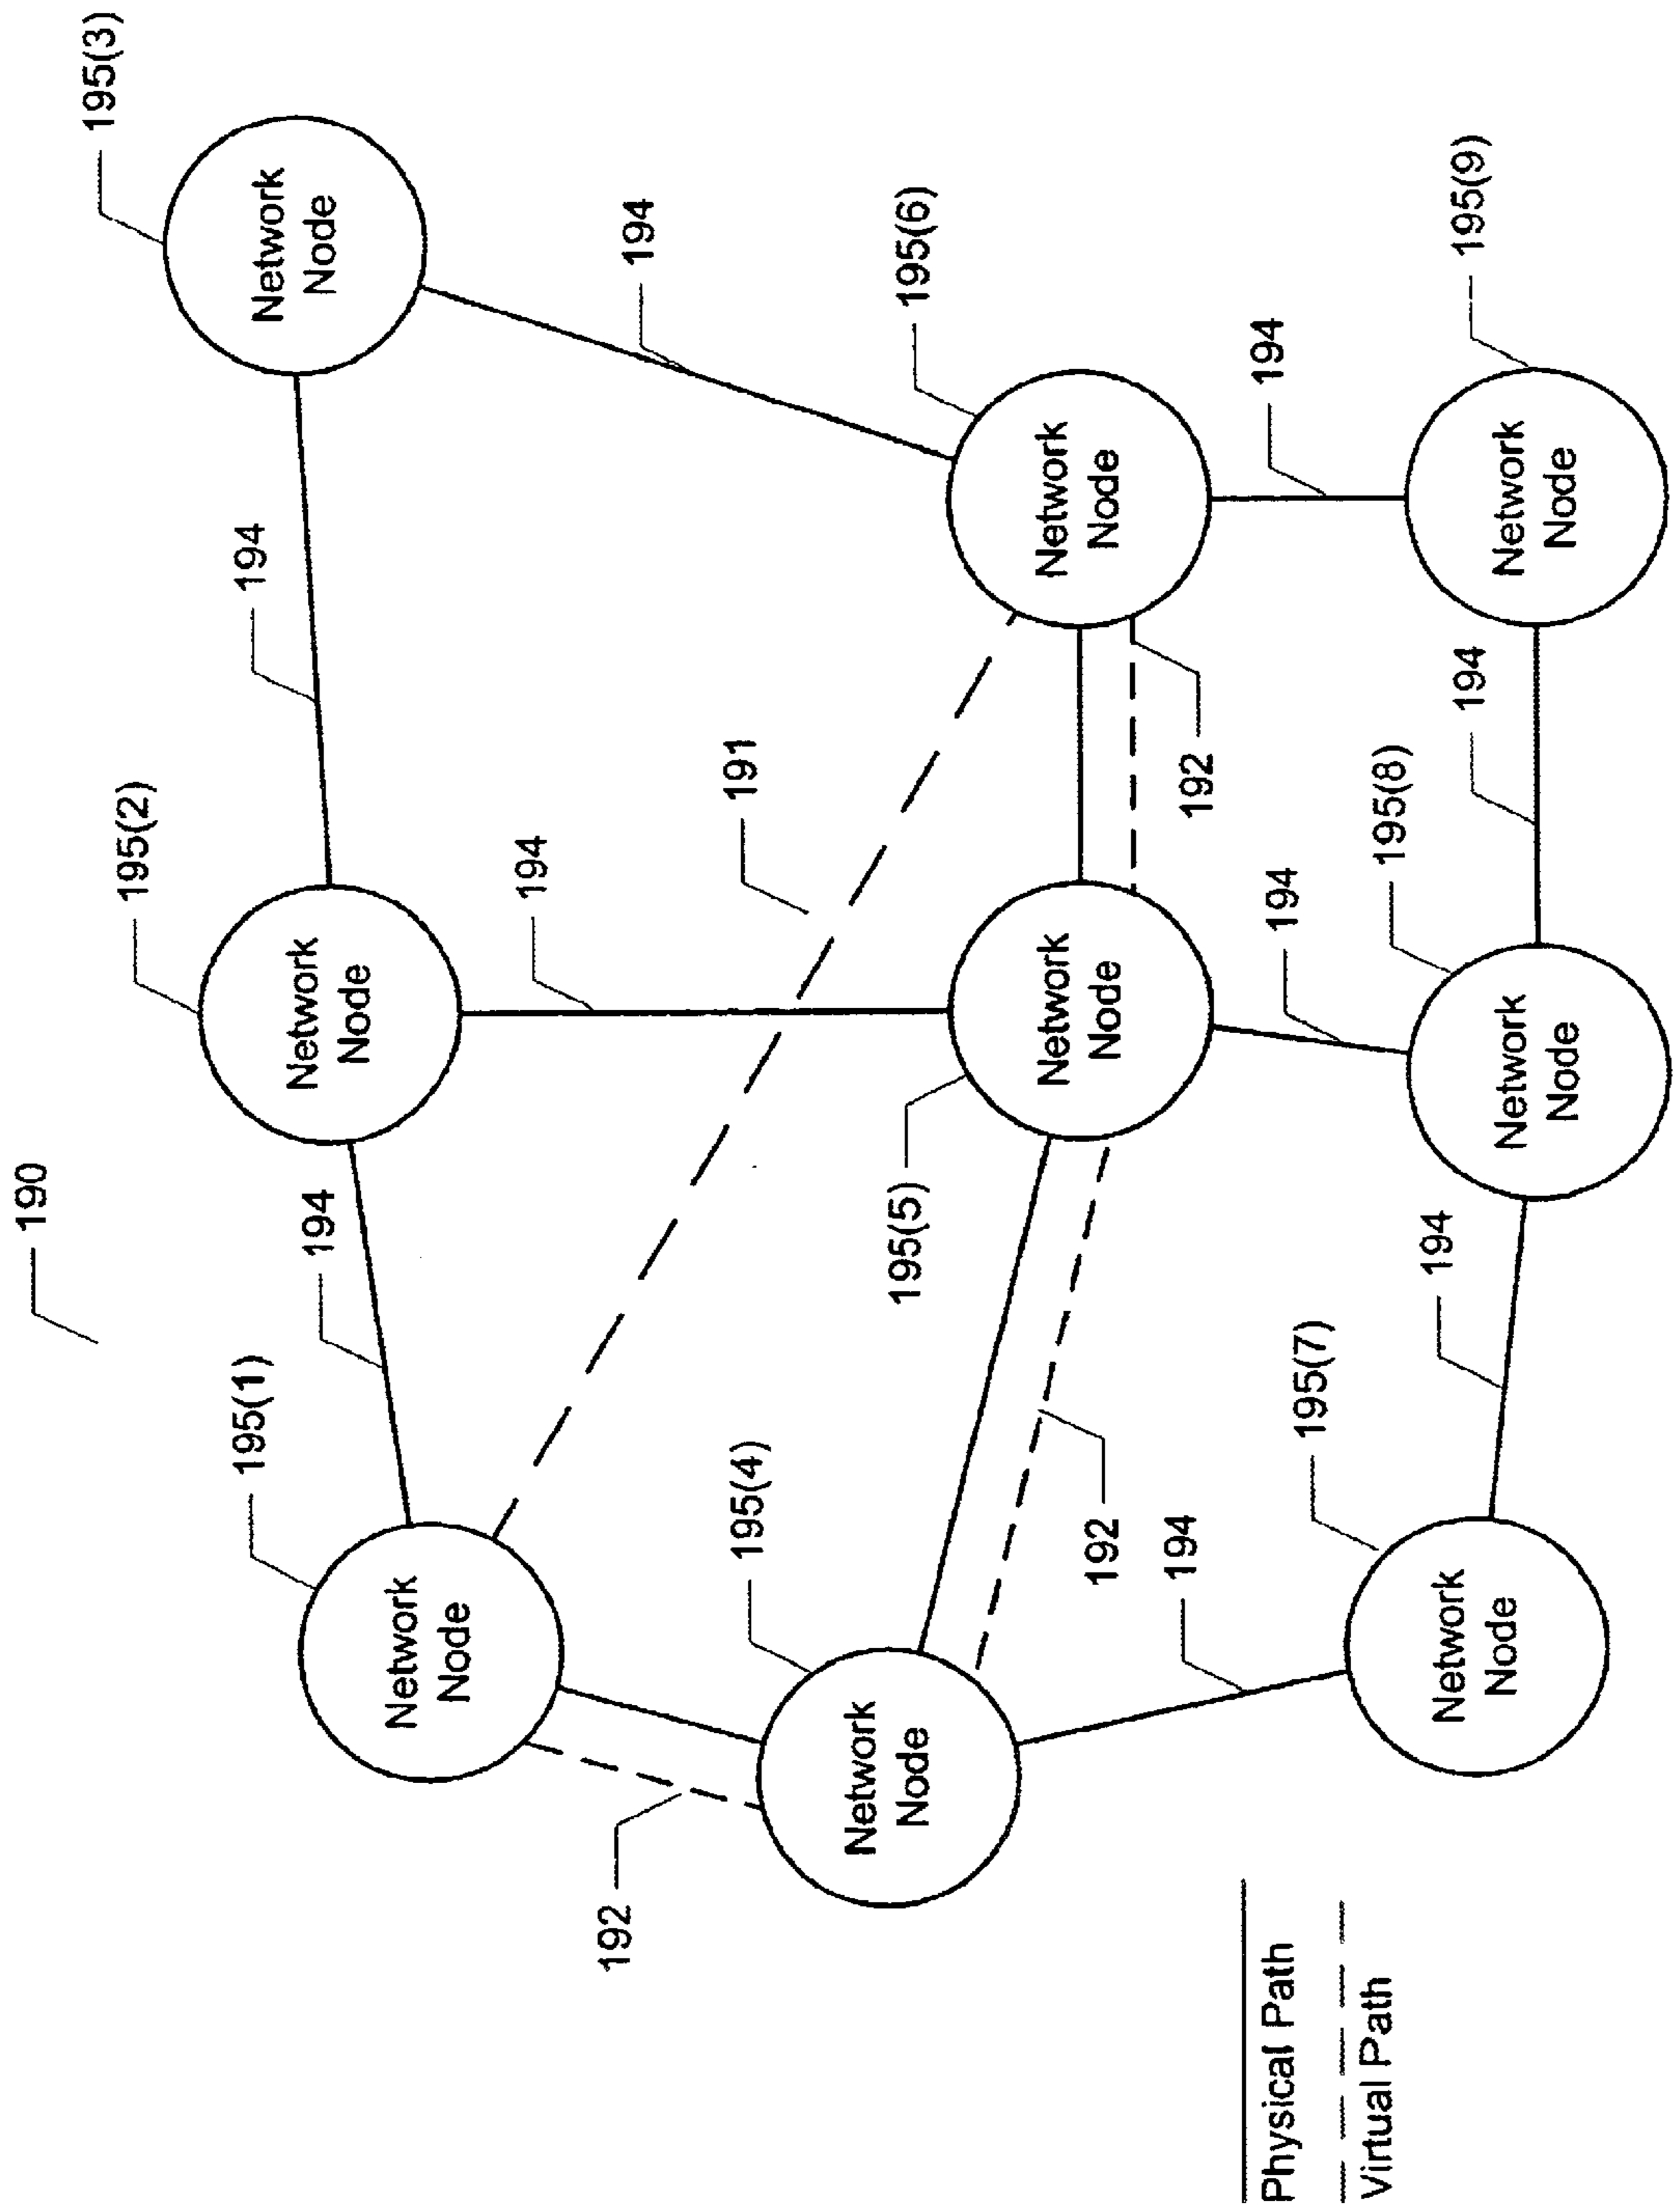 190
195(1)
194
195(2)
194
195(3)
Network
Node
Network
Node
Network
Node
192
195(4)
194
191
194
Network
Node
195(5)
Network
Node
195(6)
Network
Node
192
192
194
195(7)
194
194
195(8)
194
194
195(9)
Network
Node
Network
Node
Network
Node
Physical Path
Virtual Path